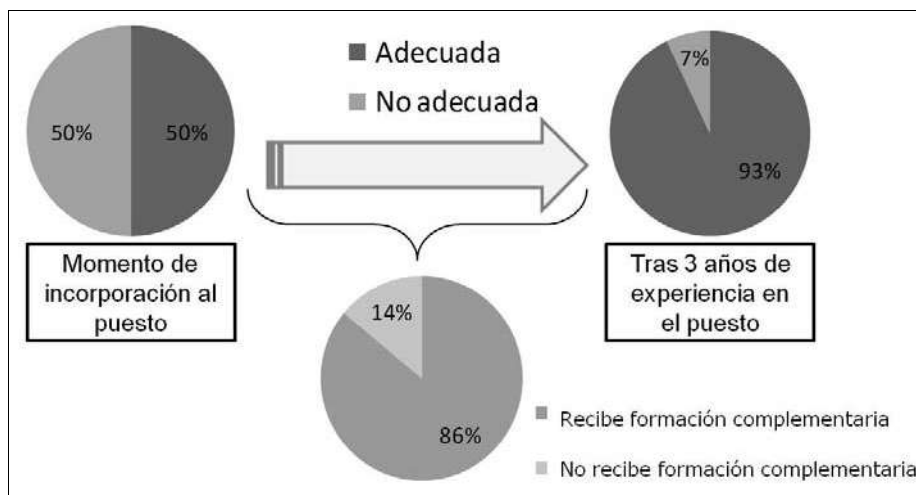 Adecuada
No adecuada
50%
50%
7%
93%
Momento de
incorporación al
puesto
Tras 3 años de
experiencia en
el puesto
14%
86%
Recibe formación complementaria
No recibe formación complementaria